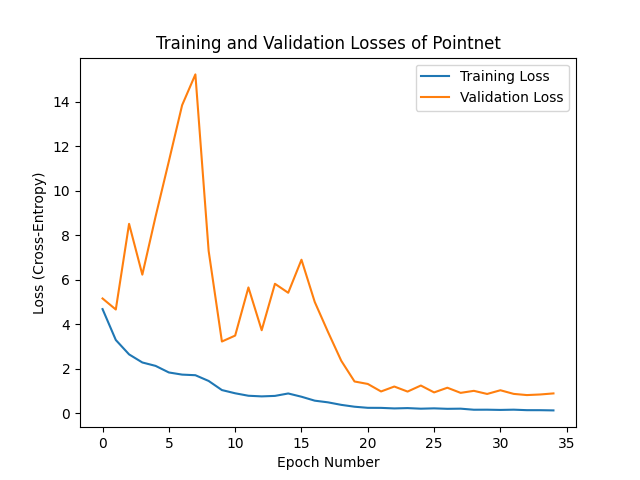 Training and Validation Losses of Pointnet
Training Loss
Validation Loss
14
12
10
8
6
4
2
0
Loss (Cross-Entropy)
0 5 10 15 20 25 30 35
Epoch Number